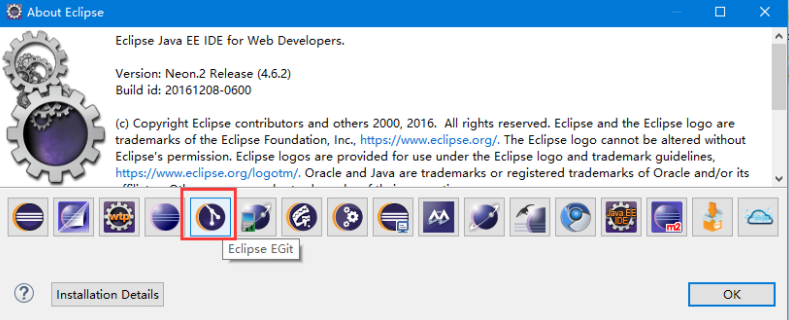 About Eclipse
Eclipse Java EE IDE for Web Developers.
Version: Neon.2 Release (4.6.2)
Build id: 20161208-0600
(c) Copyright Eclipse contributors and others 2000, 2016.  All rights reserved. Eclipse and the Eclipse logo are
trademarks of the Eclipse Foundation, Inc., https://www.eclipse.org/. The Eclipse logo cannot be altered without
Eclipse's permission. Eclipse logos are provided for use under the Eclipse logo and trademark guidelines,
https://www.eclipse.org/logotm/. Oracle and Java are trademarks or registered trademarks of Oracle and/or its
wtp
Java EE
IDE
m2
Eclipse EGit
?
Installation Details
OK